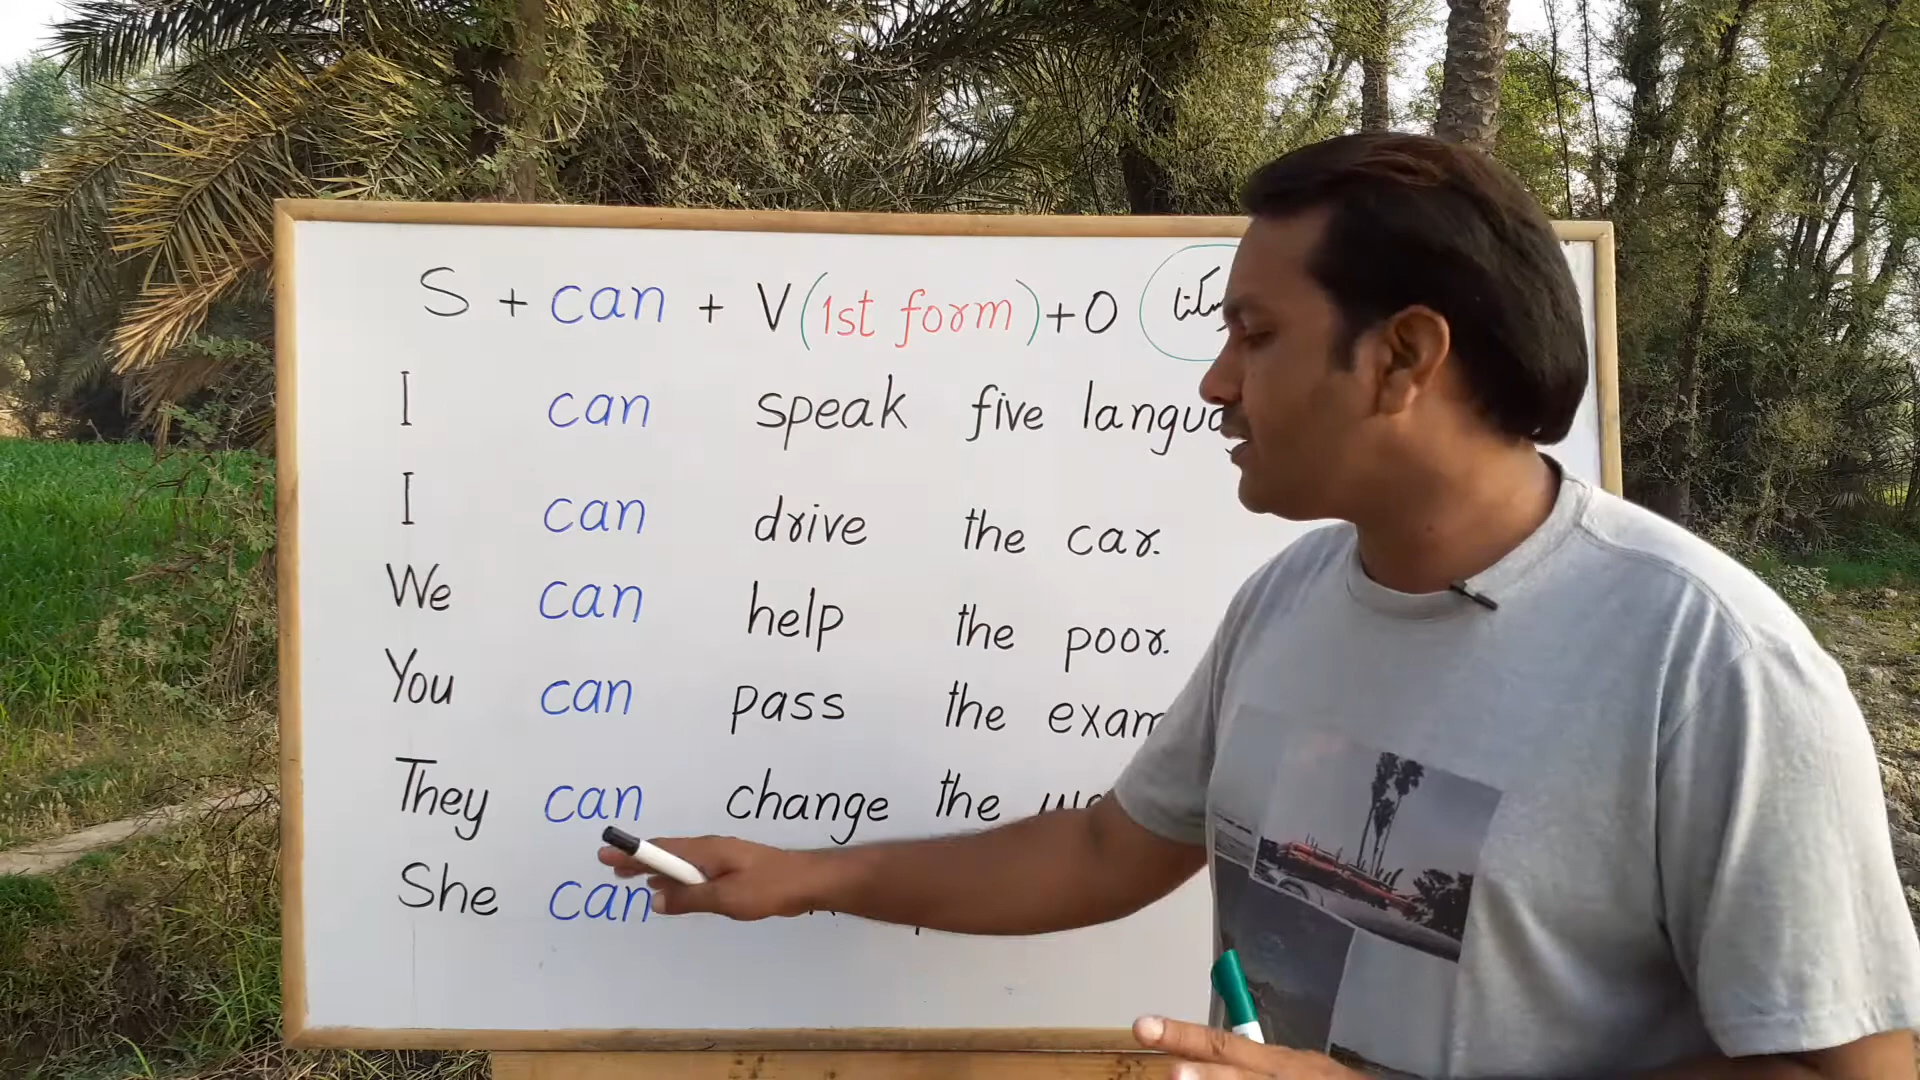 S + can + V (1st form) + O (سکنا
I can speak five
I can drive the car.
We can help the poor.
You can pass the exam
They can change the
She can